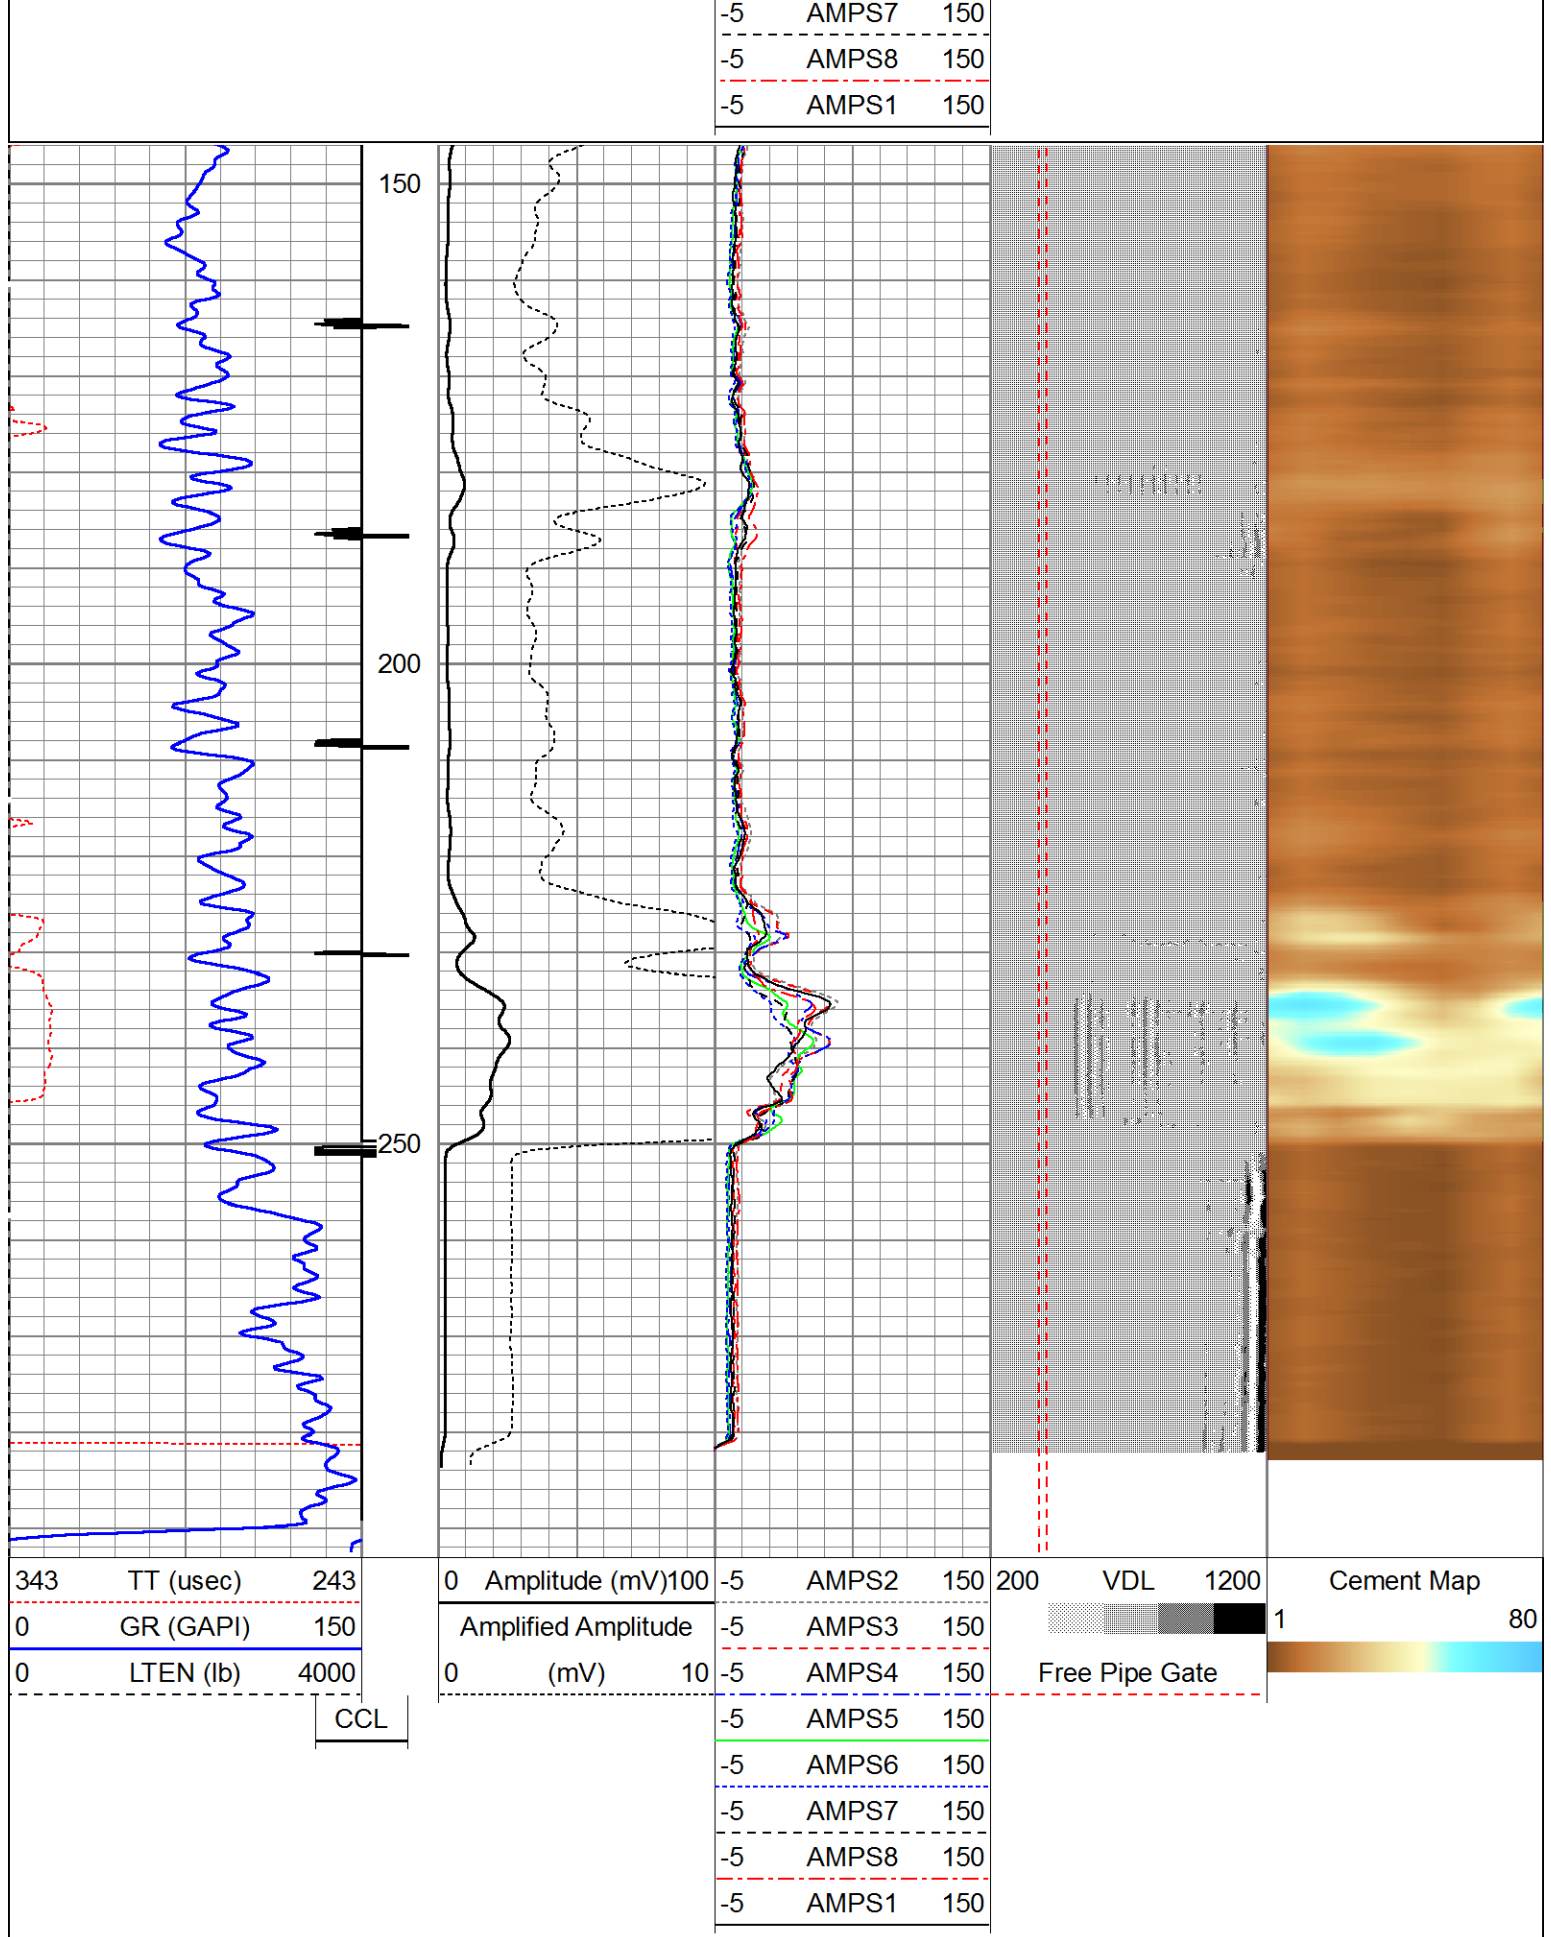 -5 AMPS7 150
-5 AMPS8 150
-5 AMPS1 150
150
200
250
343 TT (usec) 243
0 GR (GAPI) 150
0 LTEN (lb) 4000
CCL
0 Amplitude (mV)100
Amplified Amplitude
0 (mV) 10
-5 AMPS2 150
-5 AMPS3 150
-5 AMPS4 150
-5 AMPS5 150
-5 AMPS6 150
-5 AMPS7 150
-5 AMPS8 150
-5 AMPS1 150
200 VDL 1200
Free Pipe Gate
Cement Map
1 80